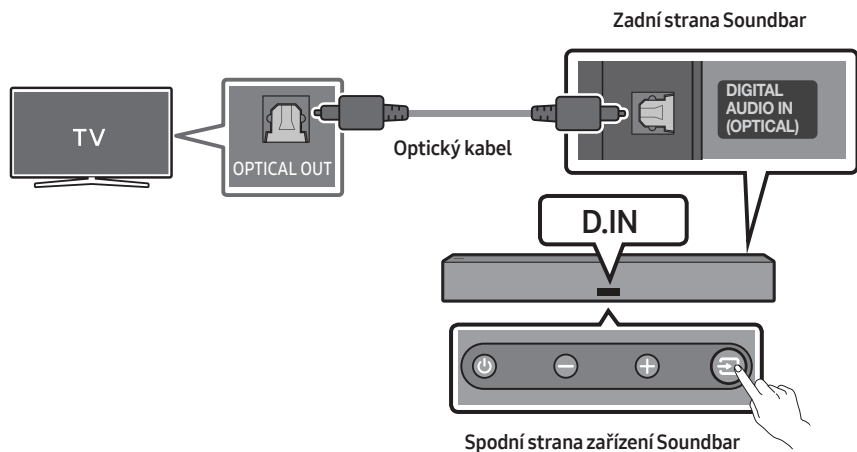 Zadní strana Soundbar
DIGITAL
AUDIO IN
(OPTICAL)
TV
OPTICAL OUT
Optický kabel
D.IN
Spodní strana zařízení Soundbar